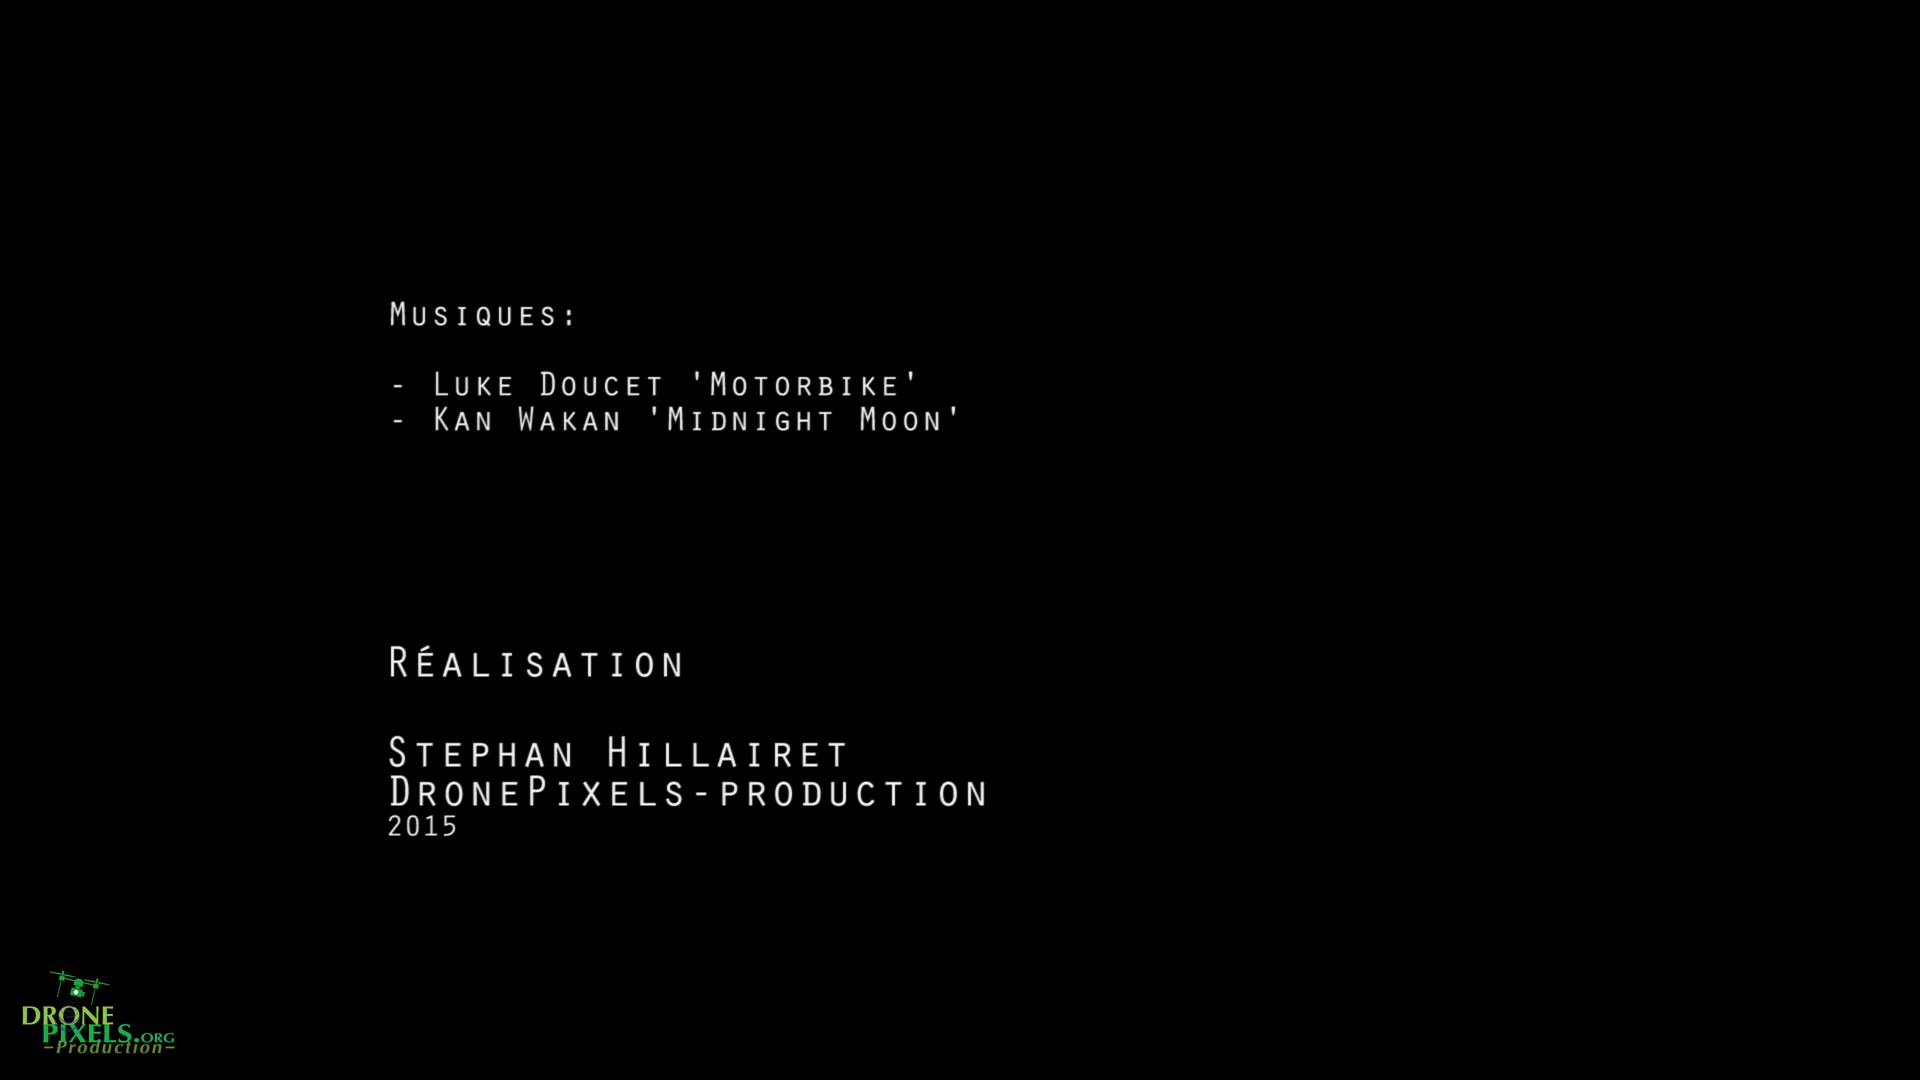 Musiques:
- Luke Doucet 'Motorbike'
- Kan Wakan 'Midnight Moon'
Réalisation
Stephan Hillairet
DronePixels-production
2015
DRONE
PIXELS.ORG
-Production-